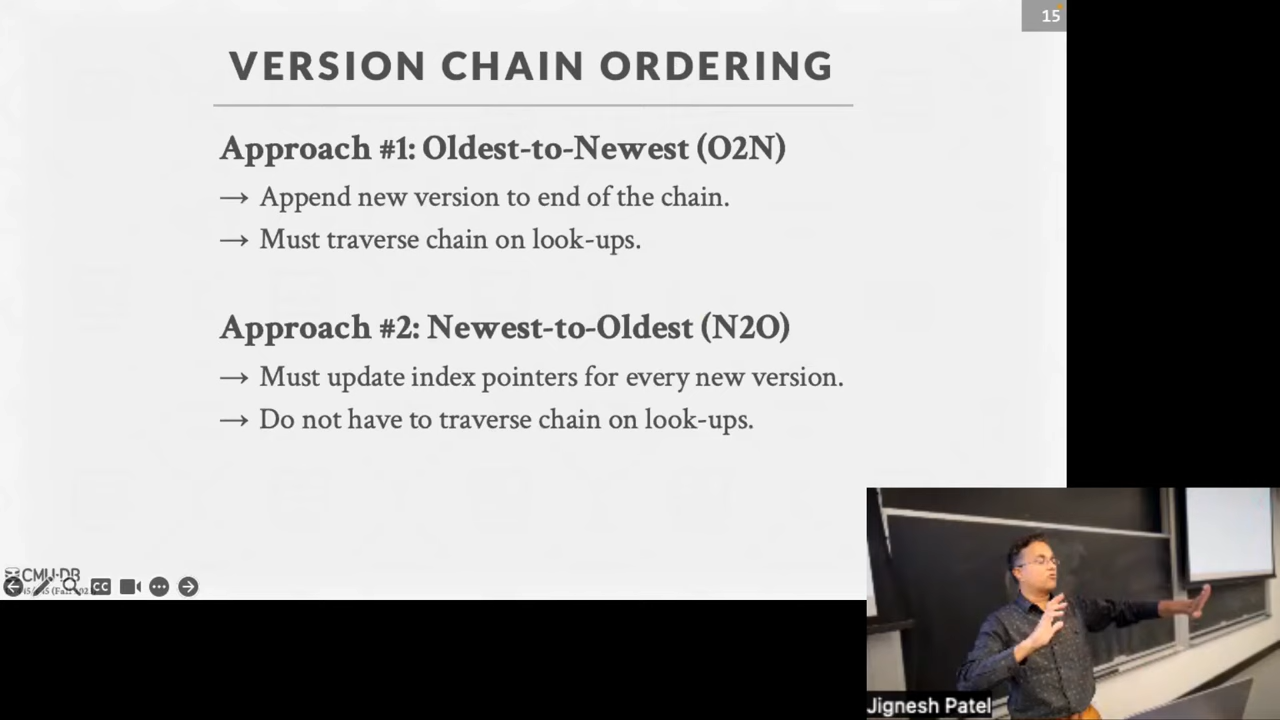 15
VERSION CHAIN ORDERING
Approach #1: Oldest-to-Newest (O2N)
→ Append new version to end of the chain.
→ Must traverse chain on look-ups.
Approach #2: Newest-to-Oldest (N2O)
→ Must update index pointers for every new version.
→ Do not have to traverse chain on look-ups.
CMU-DB
CC
Jignesh Patel